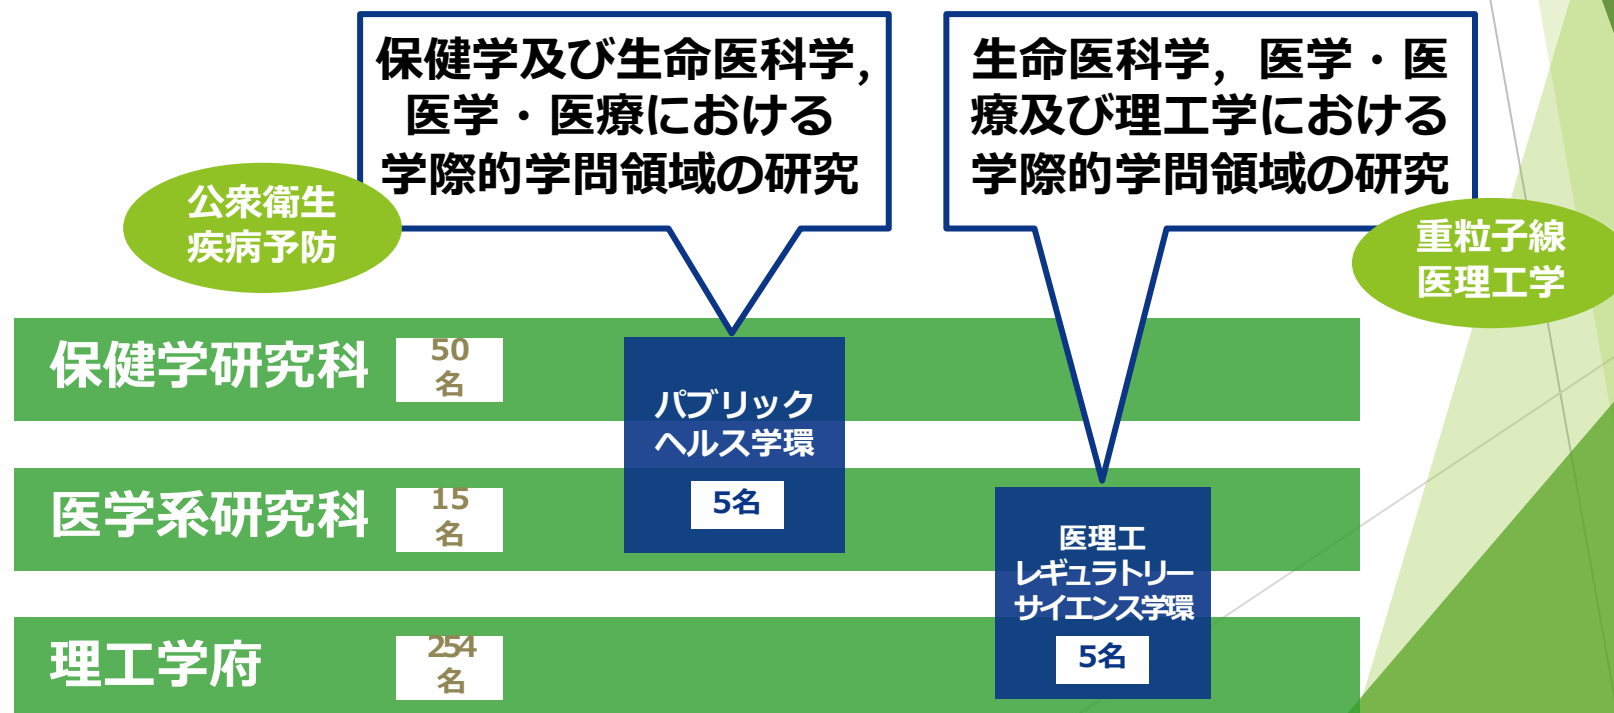 保健学及び生命医科学，
医学・医療における
学際的学問領域の研究
生命医科学，医学・医
療及び理工学における
学際的学問領域の研究
公衆衛生
疾病予防
重粒子線
医理工学
保健学研究科
50
名
パブリック
ヘルス学環
5名
医学系研究科
15
名
医理工
レギュラトリー
サイエンス学環
5名
理工学府
254
名